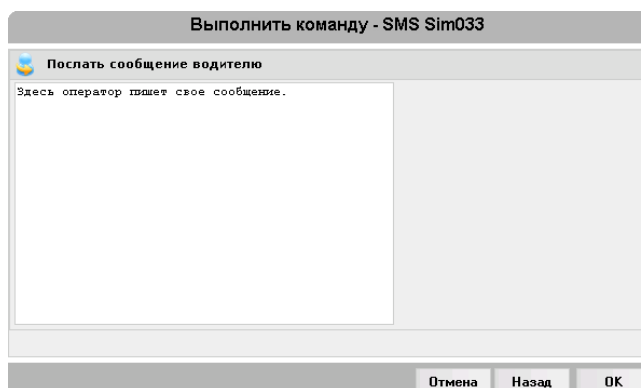 Выполнить команду - SMS Sim033
Послать сообщение водителю
Здесь оператор пишет свое сообщение.
Отмена Назад OK